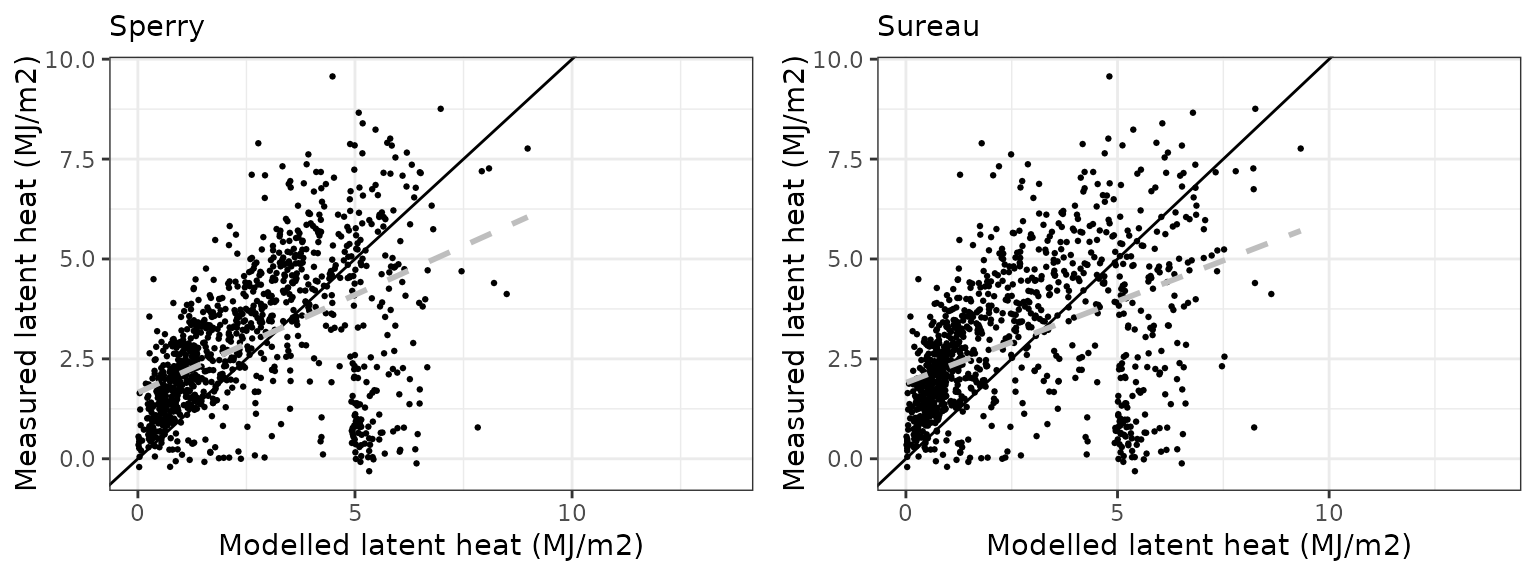 Sperry
Measured latent heat (MJ/m2)
10.0
7.5
5.0
2.5
0.0
0
5
10
Modelled latent heat (MJ/m2)
Sureau
Measured latent heat (MJ/m2)
10.0
7.5
5.0
2.5
0.0
0
5
10
Modelled latent heat (MJ/m2)